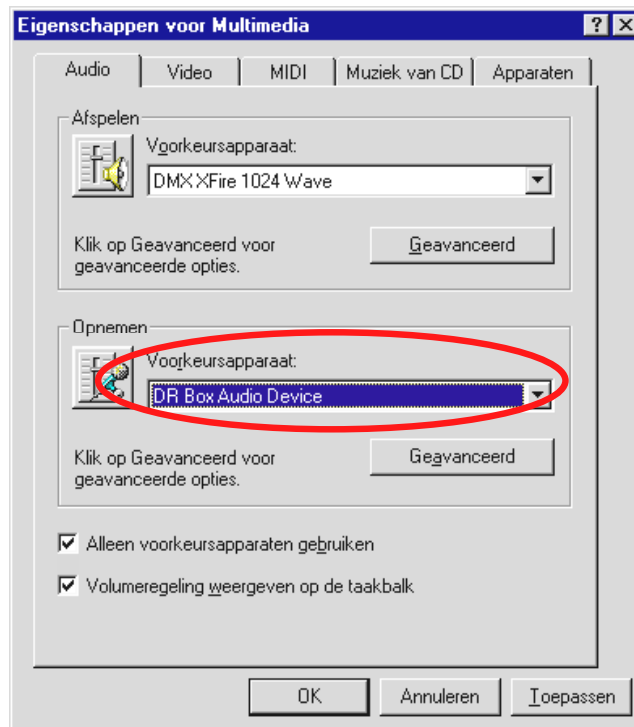 Eigenschappen voor Multimedia
Audio Video MIDI Muziek van CD Apparaten
Afspelen
Voorkeursapparaat:
DMX XFire 1024 Wave
Klik op Geavanceerd voor
geavanceerde opties.
Geavanceerd
Opnemen
Voorkeursapparaat:
DR Box Audio Device
Klik op Geavanceerd voor
geavanceerde opties.
Geavanceerd
Alleen voorkeursapparaten gebruiken
Volumeregeling weergeven op de taakbalk
OK Annuleren Toepassen